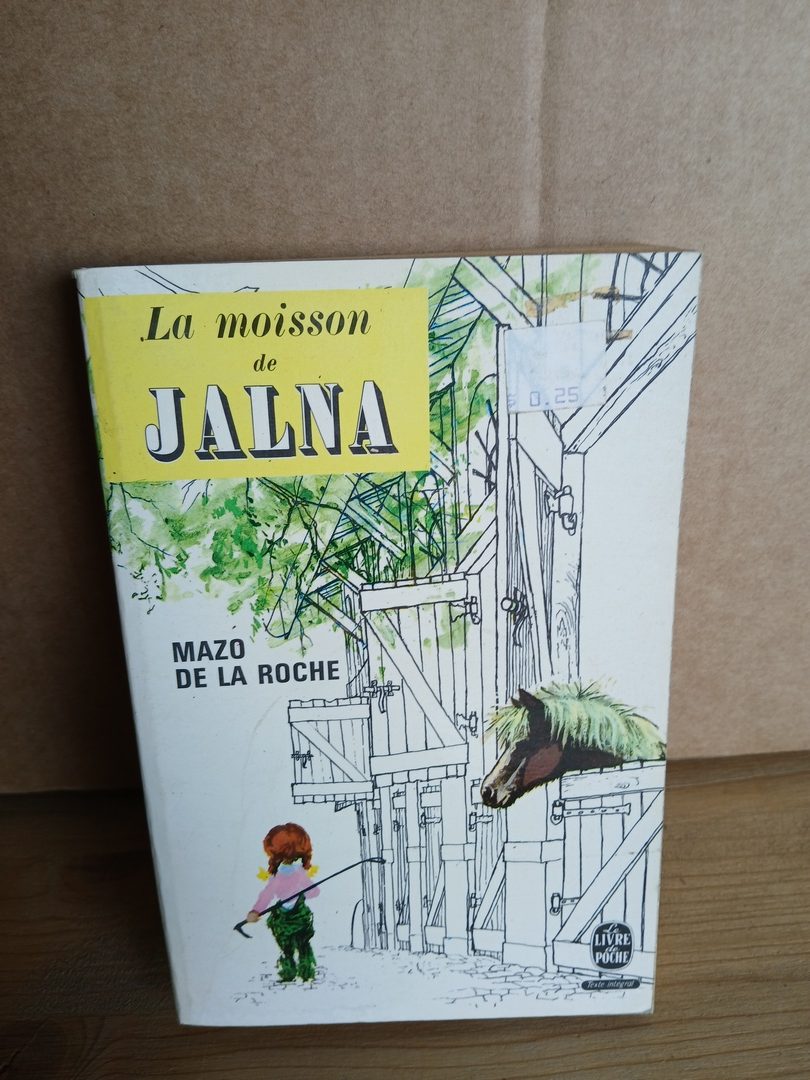 La moisson
de
JALNA
$ 0.25
MAZO
DE LA ROCHE
Le
LIVRE
de
POCHE
Texte intégral